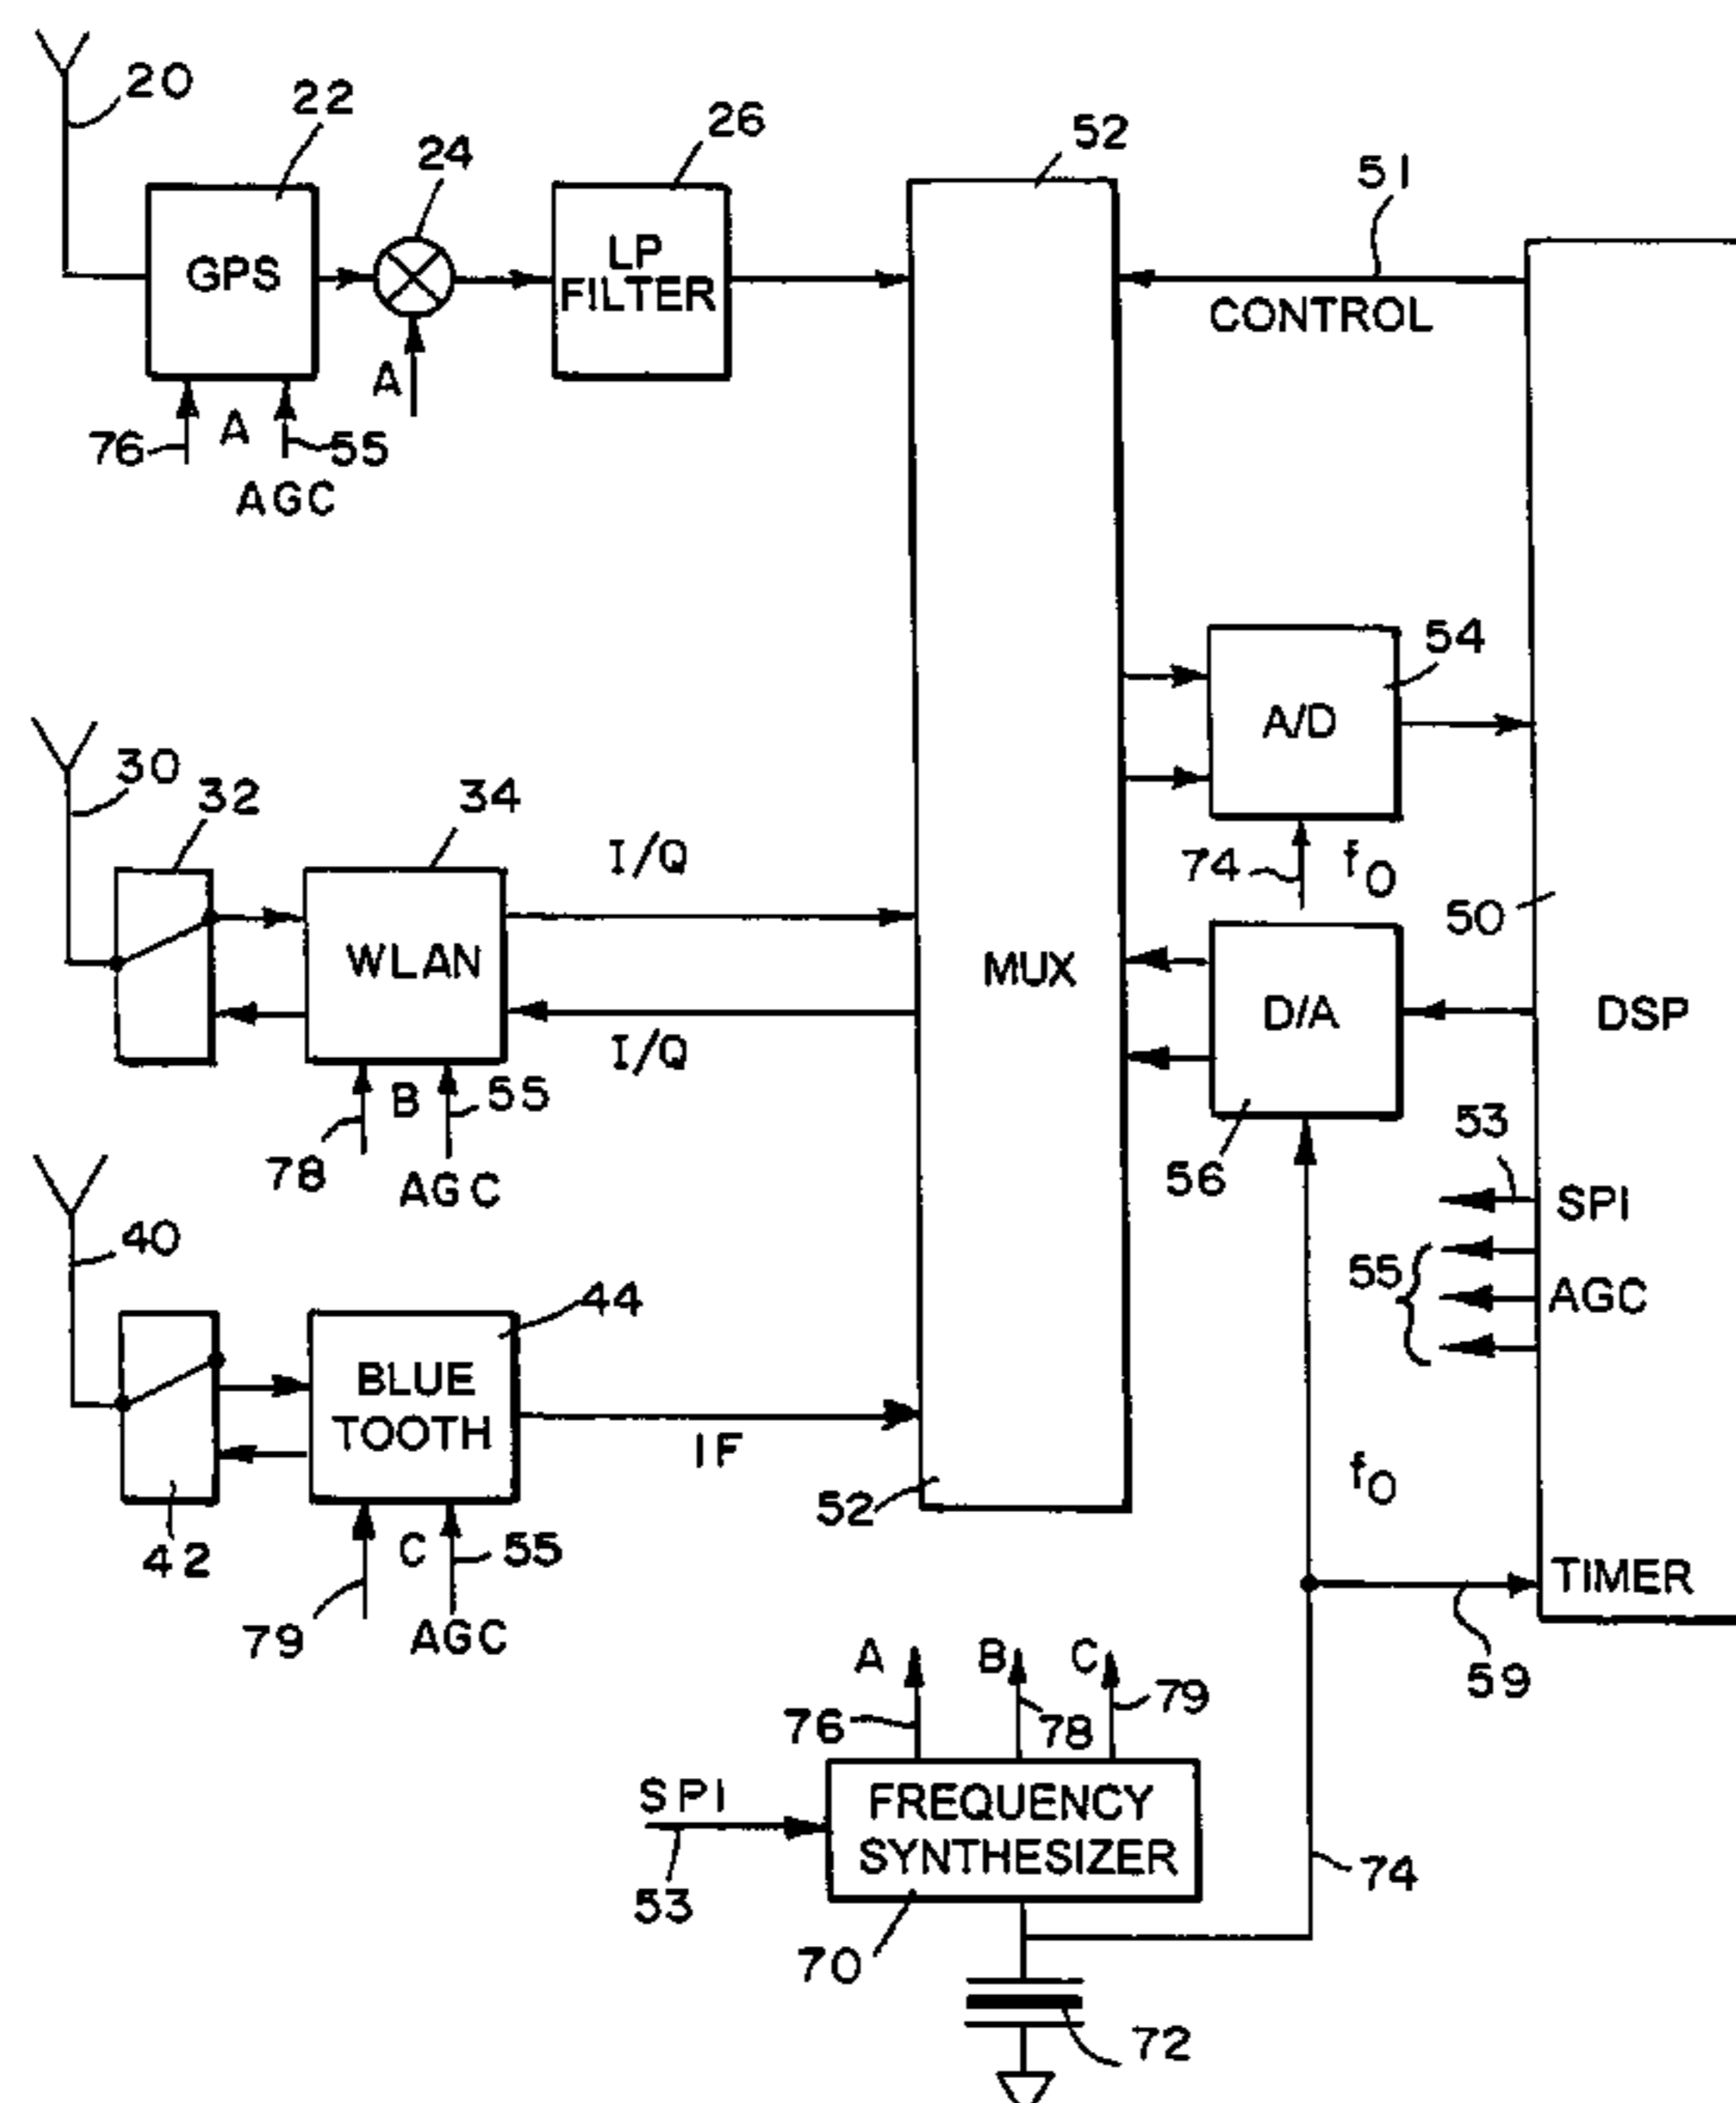 20
22
24
26
52
51
GPS
LP
FILTER
CONTROL
A
76
A
55
AGC
54
A/D
30
32
34
I/Q
74
f0
50
WLAN
MUX
D/A
DSP
I/Q
B
55
78
AGC
56
53
SPI
40
55
AGC
44
BLUE
TOOTH
IF
f0
52
42
C
55
79
AGC
TIMER
59
A
B
C
79
76
78
SPI
FREQUENCY
SYNTHESIZER
53
74
70
72